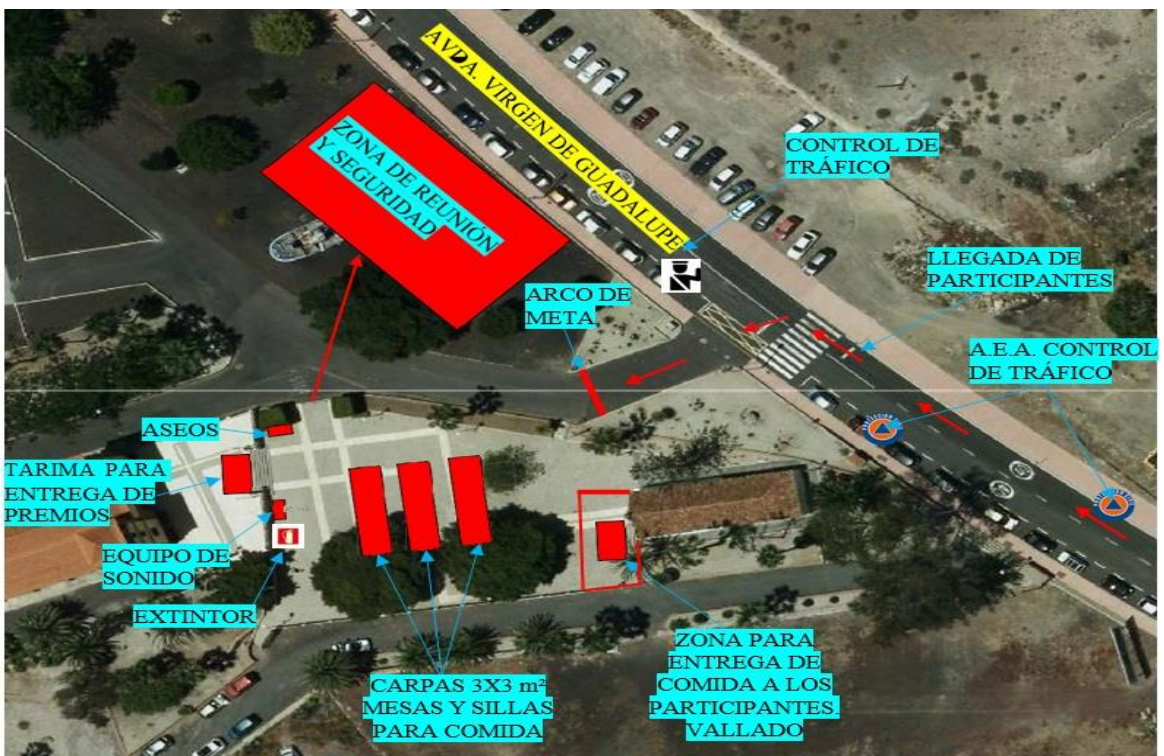 AVDA. VIRGEN DE GUADALUPE
ZONA DE REUNIÓN
Y SEGURIDAD
CONTROL DE
TRÁFICO
LLEGADA DE
PARTICIPANTES
ARCO DE
META
A.E.A. CONTROL
DE TRÁFICO
ASEOS
TARIMA PARA
ENTREGA DE
PREMIOS
EQUIPO DE
SONIDO
EXTINTOR
CARPAS 3X3 m²
MESAS Y SILLAS
PARA COMIDA
ZONA PARA
ENTREGA DE
COMIDA A LOS
PARTICIPANTES.
VALLADO